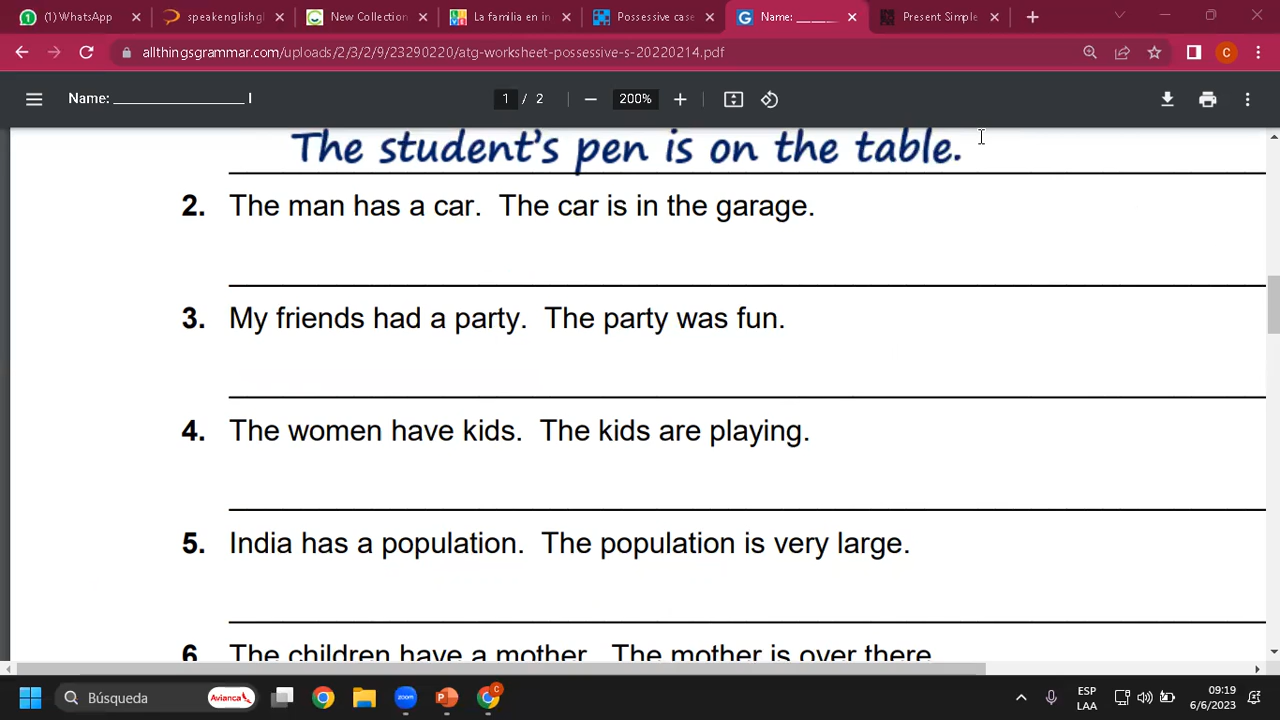 (1) WhatsApp
speakenglishgi
New Collection
La familia en in
Possessive case
Name: ______
Present Simple
allthingsgrammar.com/uploads/2/3/2/9/23290220/atg-worksheet-possessive-s-20220214.pdf
C
Name: ________________ I
1 / 2
200%
The student's pen is on the table.
2. The man has a car. The car is in the garage.
3. My friends had a party. The party was fun.
4. The women have kids. The kids are playing.
5. India has a population. The population is very large.
6 The children have a mother. The mother is over there
Búsqueda
Avianca
zoom
C
ESP
LAA
09:19
6/6/2023